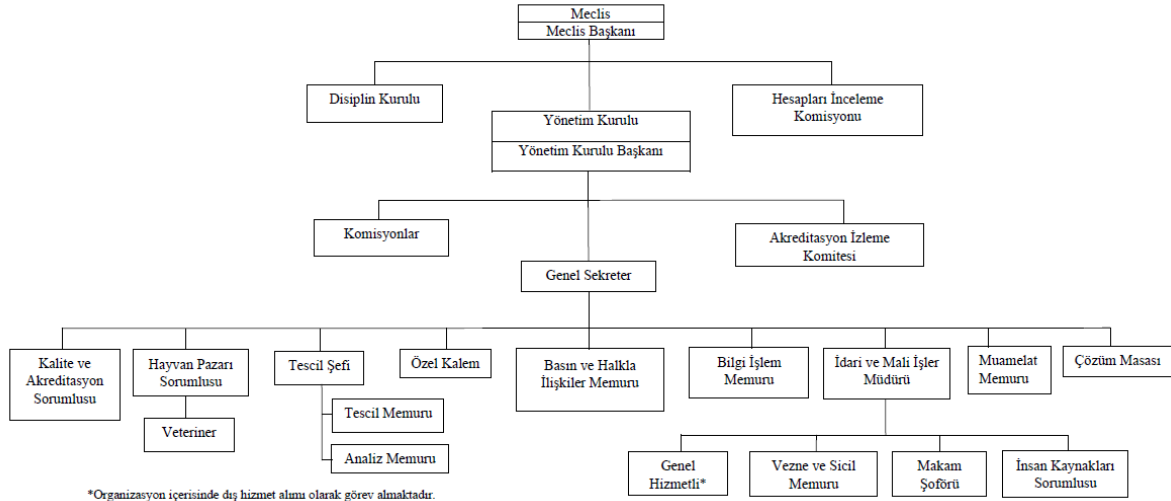 Meclis
Meclis Başkanı
Disiplin Kurulu
Hesapları İnceleme
Komisyonu
Yönetim Kurulu
Yönetim Kurulu Başkanı
Komisyonlar
Akreditasyon İzleme
Komitesi
Genel Sekreter
Kalite ve
Akreditasyon
Sorumlusu
Hayvan Pazarı
Sorumlusu
Tescil Şefi
Özel Kalem
Basın ve Halkla
İlişkiler Memuru
Bilgi İşlem
Memuru
İdari ve Mali İşler
Müdürü
Muamelat
Memuru
Çözüm Masası
Veteriner
Tescil Memuru
Analiz Memuru
Genel
Hizmetli*
Vezne ve Sicil
Memuru
Makam
Şoförü
İnsan Kaynakları
Sorumlusu
*Organizasyon içerisinde dış hizmet alımı olarak görev almaktadır.